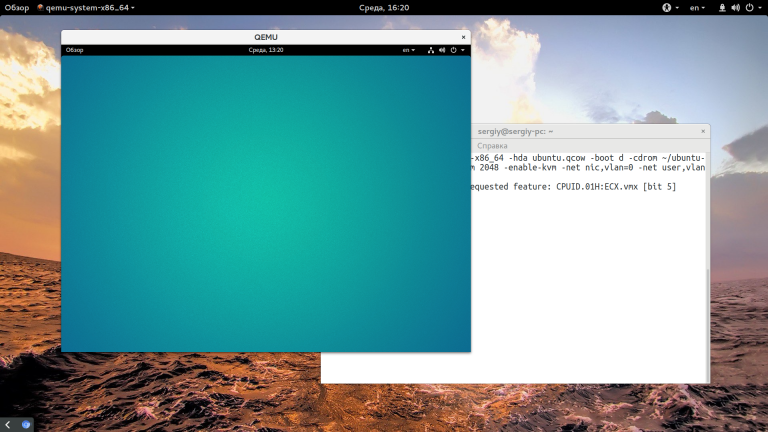 Обзор qemu-system-x86_64 Среда, 16:20 en
QEMU
Обзор Среда, 13:20 en
sergiy@sergiy-pc: ~
Справка
-x86_64 -hda ubuntu.qcow -boot d -cdrom ~/ubuntu-
2048 -enable-kvm -net nic,vlan=0 -net user,vlan
equested feature: CPUID.01H:ECX.vmx [bit 5]